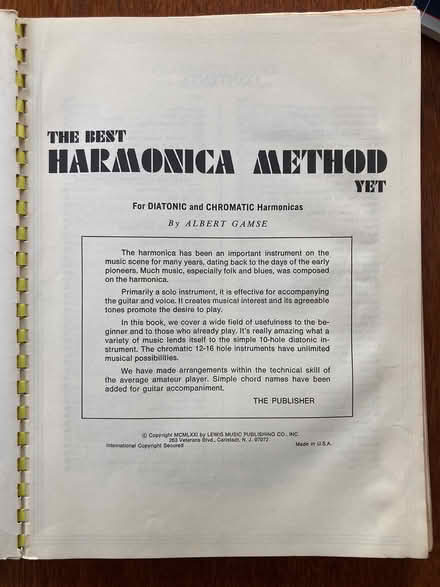 THE BEST
HARMONICA METHOD
YET
For DIATONIC and CHROMATIC Harmonicas
By ALBERT GAMSE
The harmonica has been an important instrument on the
music scene for many years, dating back to the days of the early
pioneers. Much music, especially folk and blues, was composed
on the harmonica.
Primarily a solo instrument, it is effective for accompanying
the guitar and voice. It creates musical interest and its agreeable
tones promote the desire to play.
In this book, we cover a wide field of usefulness to the be-
ginner and to those who already play. It's really amazing what a
variety of music lends itself to the simple 10-hole diatonic in-
strument. The chromatic 12-16 hole instruments have unlimited
musical possibilities.
We have made arrangements within the technical skill of
the average amateur player. Simple chord names have been
added for guitar accompaniment.
THE PUBLISHER
© Copyright MCMLXXI by LEWIS MUSIC PUBLISHING CO., INC.
263 Veterans Blvd., Carlstadt, N. J. 07072
International Copyright Secured Made in U.S.A.